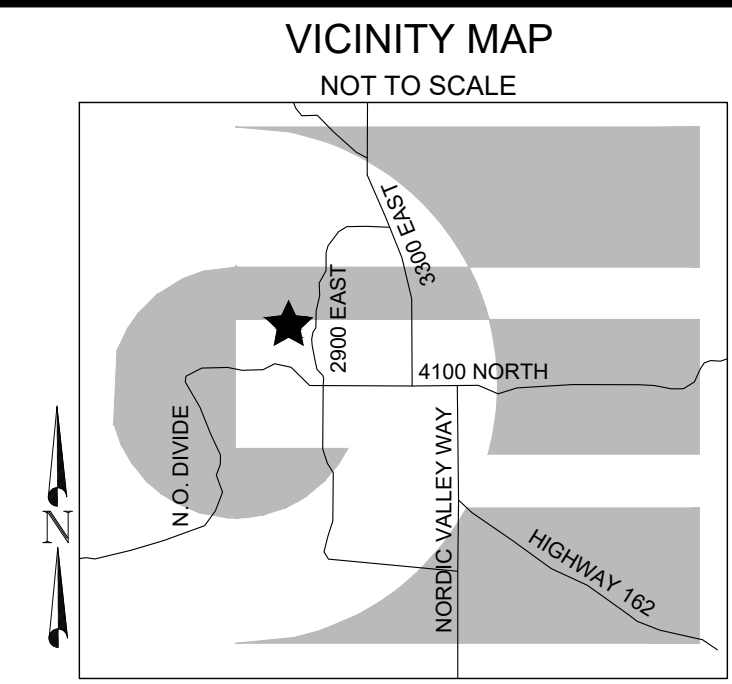 VICINITY MAP
NOT TO SCALE
3300 EAST
2900 EAST
4100 NORTH
N.O. DIVIDE
NORDIC VALLEY WAY
HIGHWAY 162
N